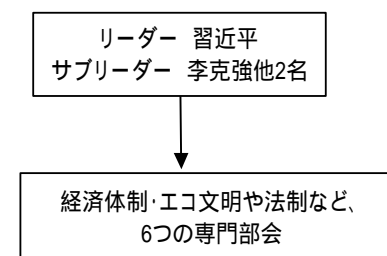 リーダー 習近平
サブリーダー 李克強他2名
経済体制･エコ文明や法制など、
6つの専門部会